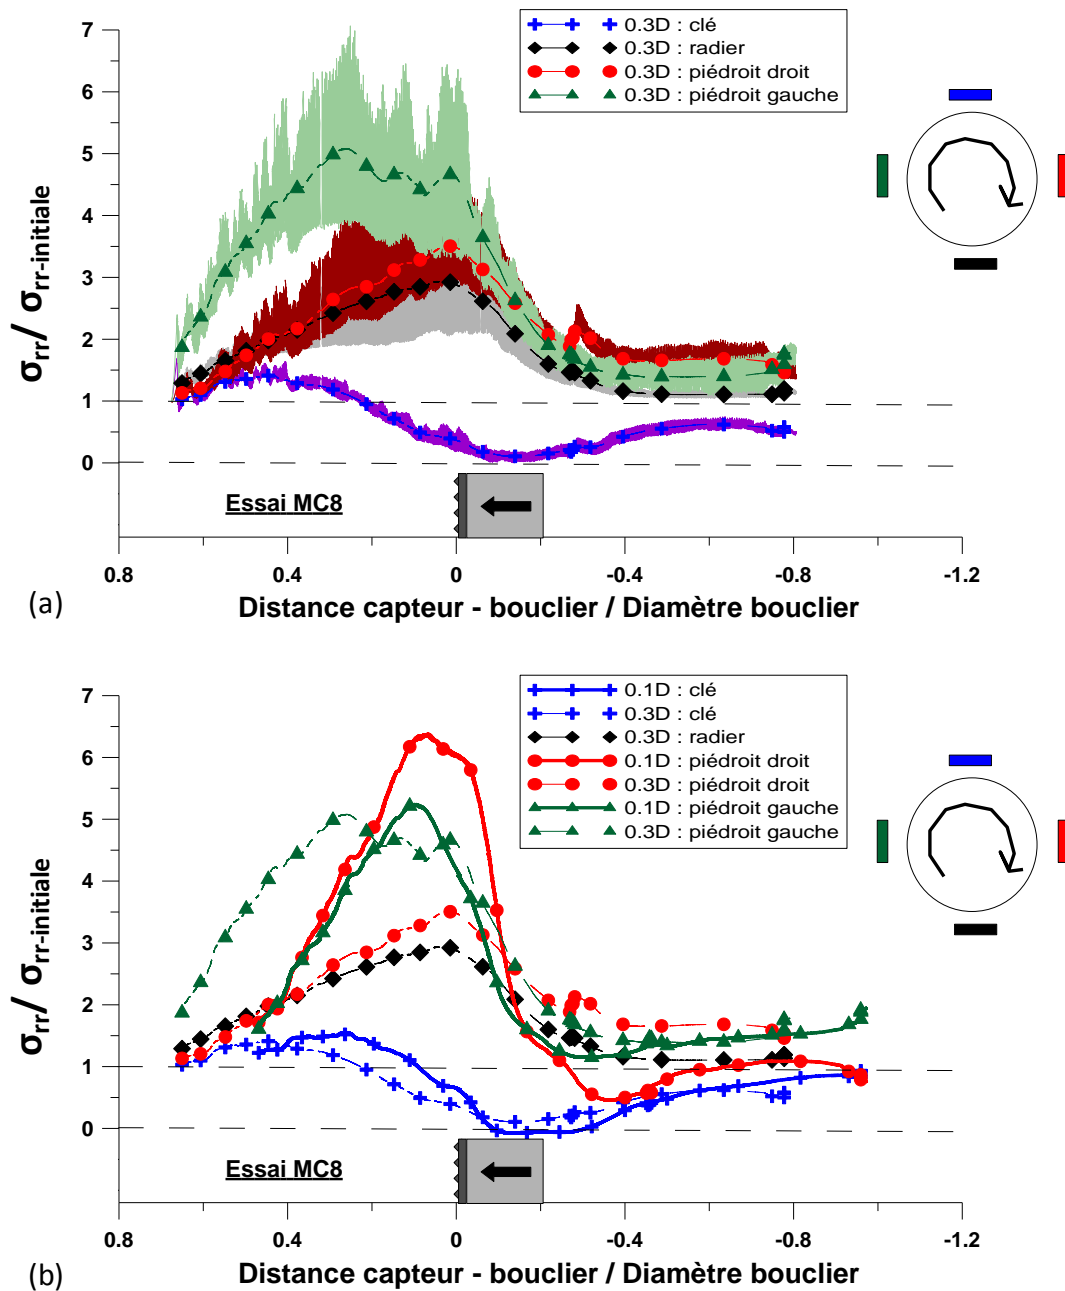 7
6
5
4
3
2
1
0
σrr/ σrr-initiale
0.3D : clé
0.3D : radier
0.3D : piédroit droit
0.3D : piédroit gauche
Essai MC8
0.8 0.4 0 -0.4 -0.8 -1.2
Distance capteur - bouclier / Diamètre bouclier
(a)
7
6
5
4
3
2
1
0
σrr/ σrr-initiale
0.1D : clé
0.3D : clé
0.3D : radier
0.1D : piédroit droit
0.3D : piédroit droit
0.1D : piédroit gauche
0.3D : piédroit gauche
Essai MC8
0.8 0.4 0 -0.4 -0.8 -1.2
Distance capteur - bouclier / Diamètre bouclier
(b)